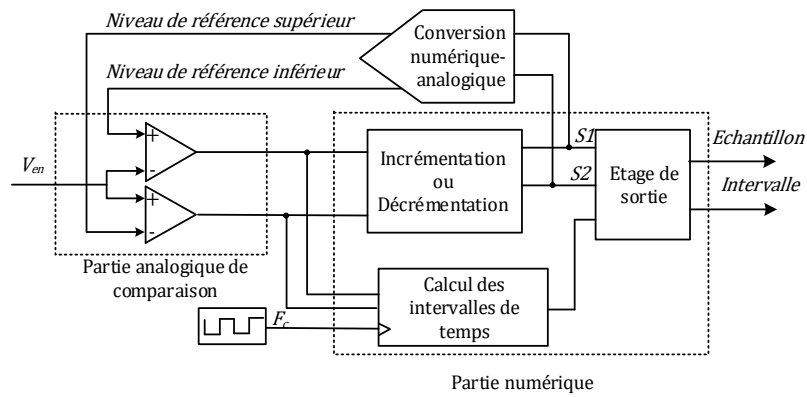 Niveau de référence supérieur
Conversion
numérique-
analogique
Niveau de référence inférieur
+
-
+
-
V_en
Incrémentation
ou
Décrémentation
S1
S2
Etage de
sortie
Echantillon
Intervalle
Partie analogique de
comparaison
Calcul des
intervalles de
temps
F_c
Partie numérique